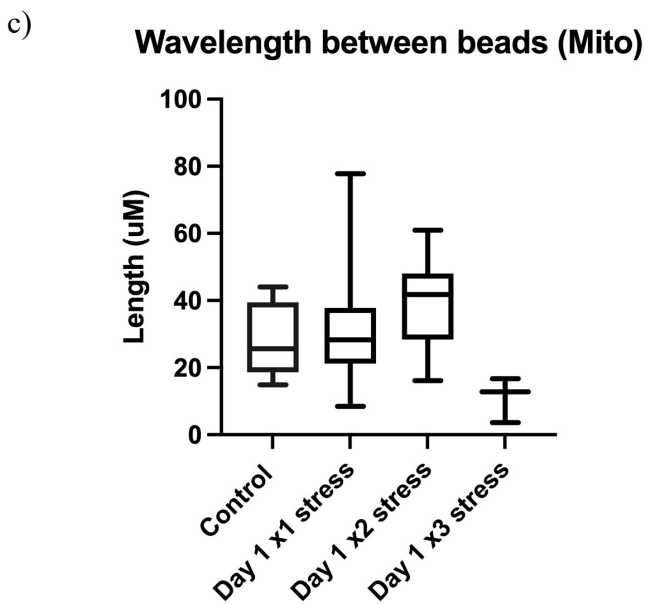 c)
Wavelength between beads (Mito)
100
80
60
40
20
0
Length (uM)
Control
Day 1 x1 stress
Day 1 x2 stress
Day 1 x3 stress